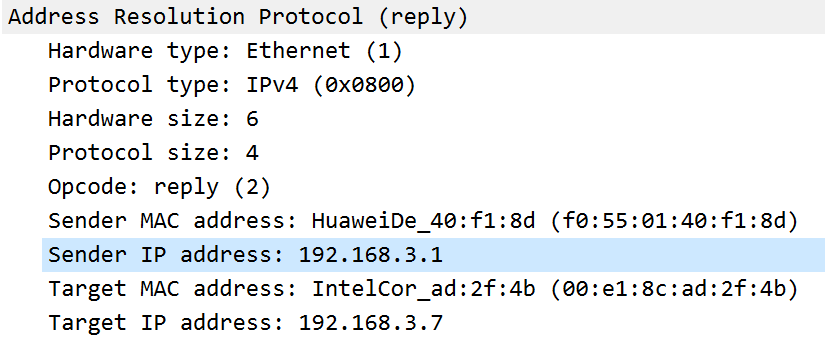 Address Resolution Protocol (reply)
Hardware type: Ethernet (1)
Protocol type: IPv4 (0x0800)
Hardware size: 6
Protocol size: 4
Opcode: reply (2)
Sender MAC address: HuaweiDe_40:f1:8d (f0:55:01:40:f1:8d)
Sender IP address: 192.168.3.1
Target MAC address: IntelCor_ad:2f:4b (00:e1:8c:ad:2f:4b)
Target IP address: 192.168.3.7